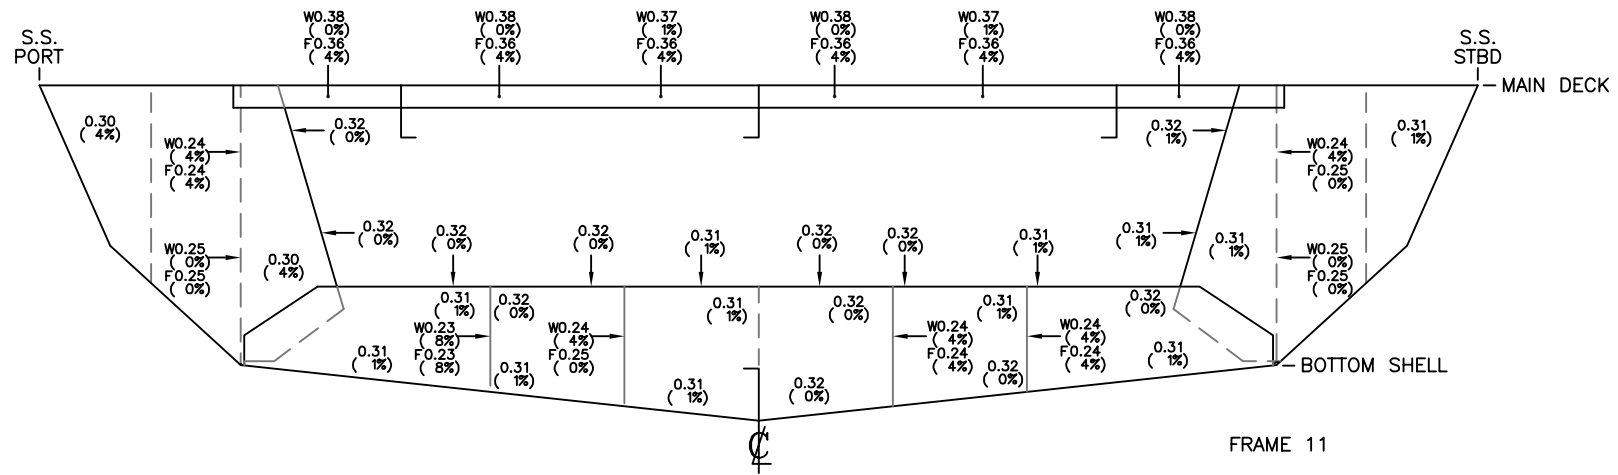 W0.38
( 0%)
F0.36
( 4%)
W0.38
( 0%)
F0.36
( 4%)
W0.37
( 1%)
F0.36
( 4%)
W0.38
( 0%)
F0.36
( 4%)
W0.37
( 1%)
F0.36
( 4%)
W0.38
( 0%)
F0.36
( 4%)
S.S.
PORT
S.S.
STBD
MAIN DECK
0.30
( 4%)
W0.24
( 4%)
F0.24
( 4%)
0.32
( 0%)
0.32
( 1%)
W0.24
( 4%)
F0.25
( 0%)
0.31
( 1%)
W0.25
( 0%)
F0.25
( 0%)
0.30
( 4%)
0.32
( 0%)
0.32
( 0%)
0.32
( 0%)
0.31
( 1%)
0.32
( 0%)
0.32
( 0%)
0.31
( 1%)
0.31
( 1%)
0.31
( 1%)
W0.25
( 0%)
F0.25
( 0%)
0.31
( 1%)
0.32
( 0%)
0.31
( 1%)
0.32
( 0%)
0.31
( 1%)
0.32
( 0%)
W0.23
( 8%)
F0.23
( 8%)
W0.24
( 4%)
F0.25
( 0%)
W0.24
( 4%)
F0.24
( 4%)
W0.24
( 4%)
F0.24
( 4%)
0.31
( 1%)
0.31
( 1%)
0.31
( 1%)
0.32
( 0%)
0.32
( 0%)
0.31
( 1%)
BOTTOM SHELL
℄
FRAME 11